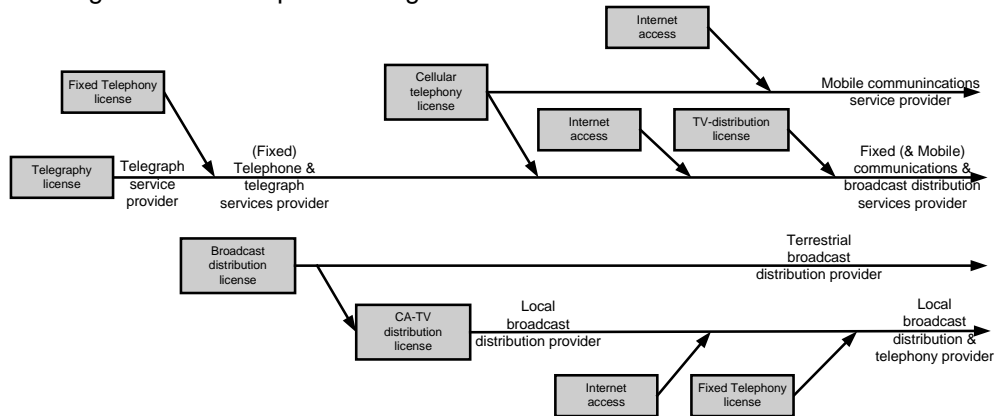 Internet
access
Fixed Telephony
license
Cellular
telephony
license
Mobile communincations
service provider
Internet
access
TV-distribution
license
Telegraphy
license
Telegraph
service
provider
(Fixed)
Telephone &
telegraph
services provider
Fixed (& Mobile)
communications &
broadcast distribution
services provider
Broadcast
distribution
license
Terrestrial
broadcast
distribution provider
CA-TV
distribution
license
Local
broadcast
distribution provider
Local
broadcast
distribution &
telephony provider
Internet
access
Fixed Telephony
license